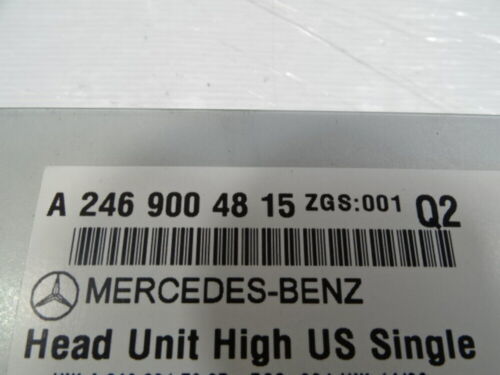 A 246 900 48 15 ZGS:001 Q2
MERCEDES-BENZ
Head Unit High US Single